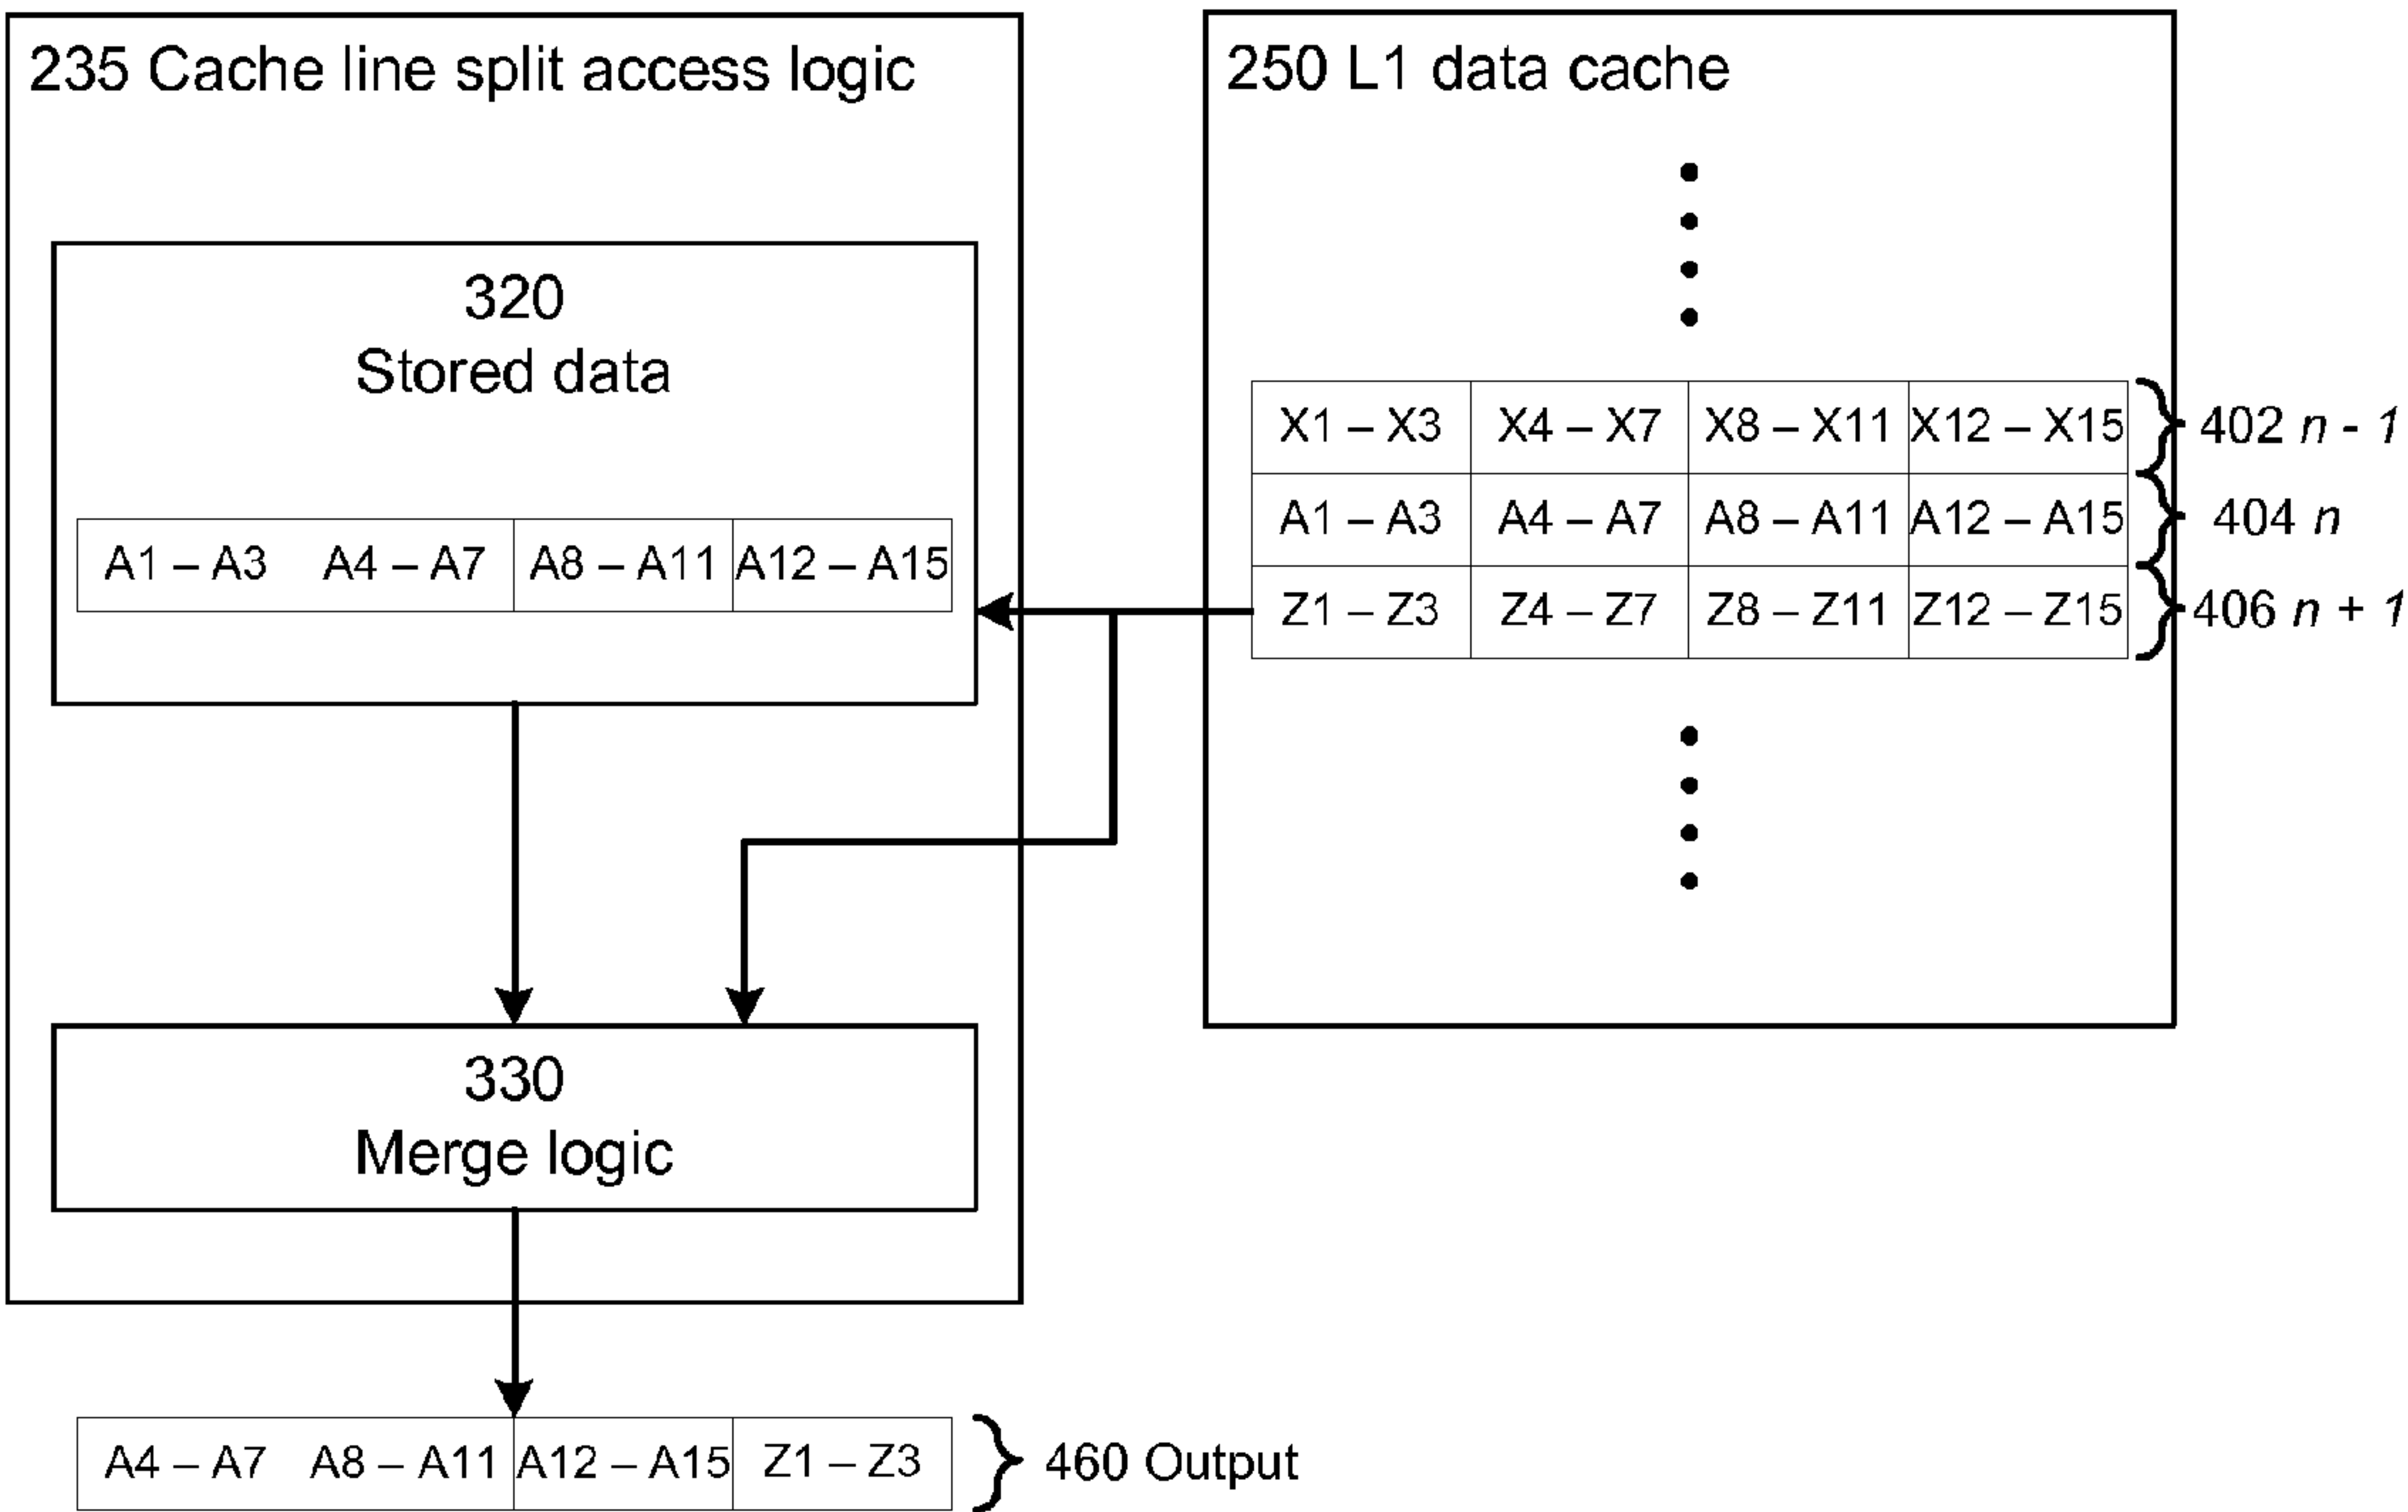 235 Cache line split access logic
320
Stored data
A1 – A3 A4 – A7 A8 – A11 A12 – A15
330
Merge logic
250 L1 data cache
X1 – X3 X4 – X7 X8 – X11 X12 – X15 402 n - 1
A1 – A3 A4 – A7 A8 – A11 A12 – A15 404 n
Z1 – Z3 Z4 – Z7 Z8 – Z11 Z12 – Z15 406 n + 1
A4 – A7 A8 – A11 A12 – A15 Z1 – Z3 460 Output